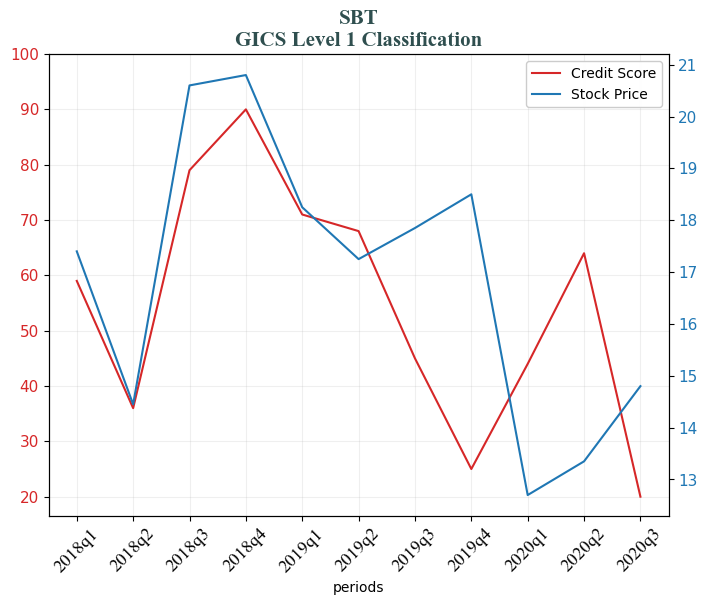 SBT
GICS Level 1 Classification
Credit Score
Stock Price
100
90
80
70
60
50
40
30
20
21
20
19
18
17
16
15
14
13
2018q1
2018q2
2018q3
2018q4
2019q1
2019q2
2019q3
2019q4
2020q1
2020q2
2020q3
periods